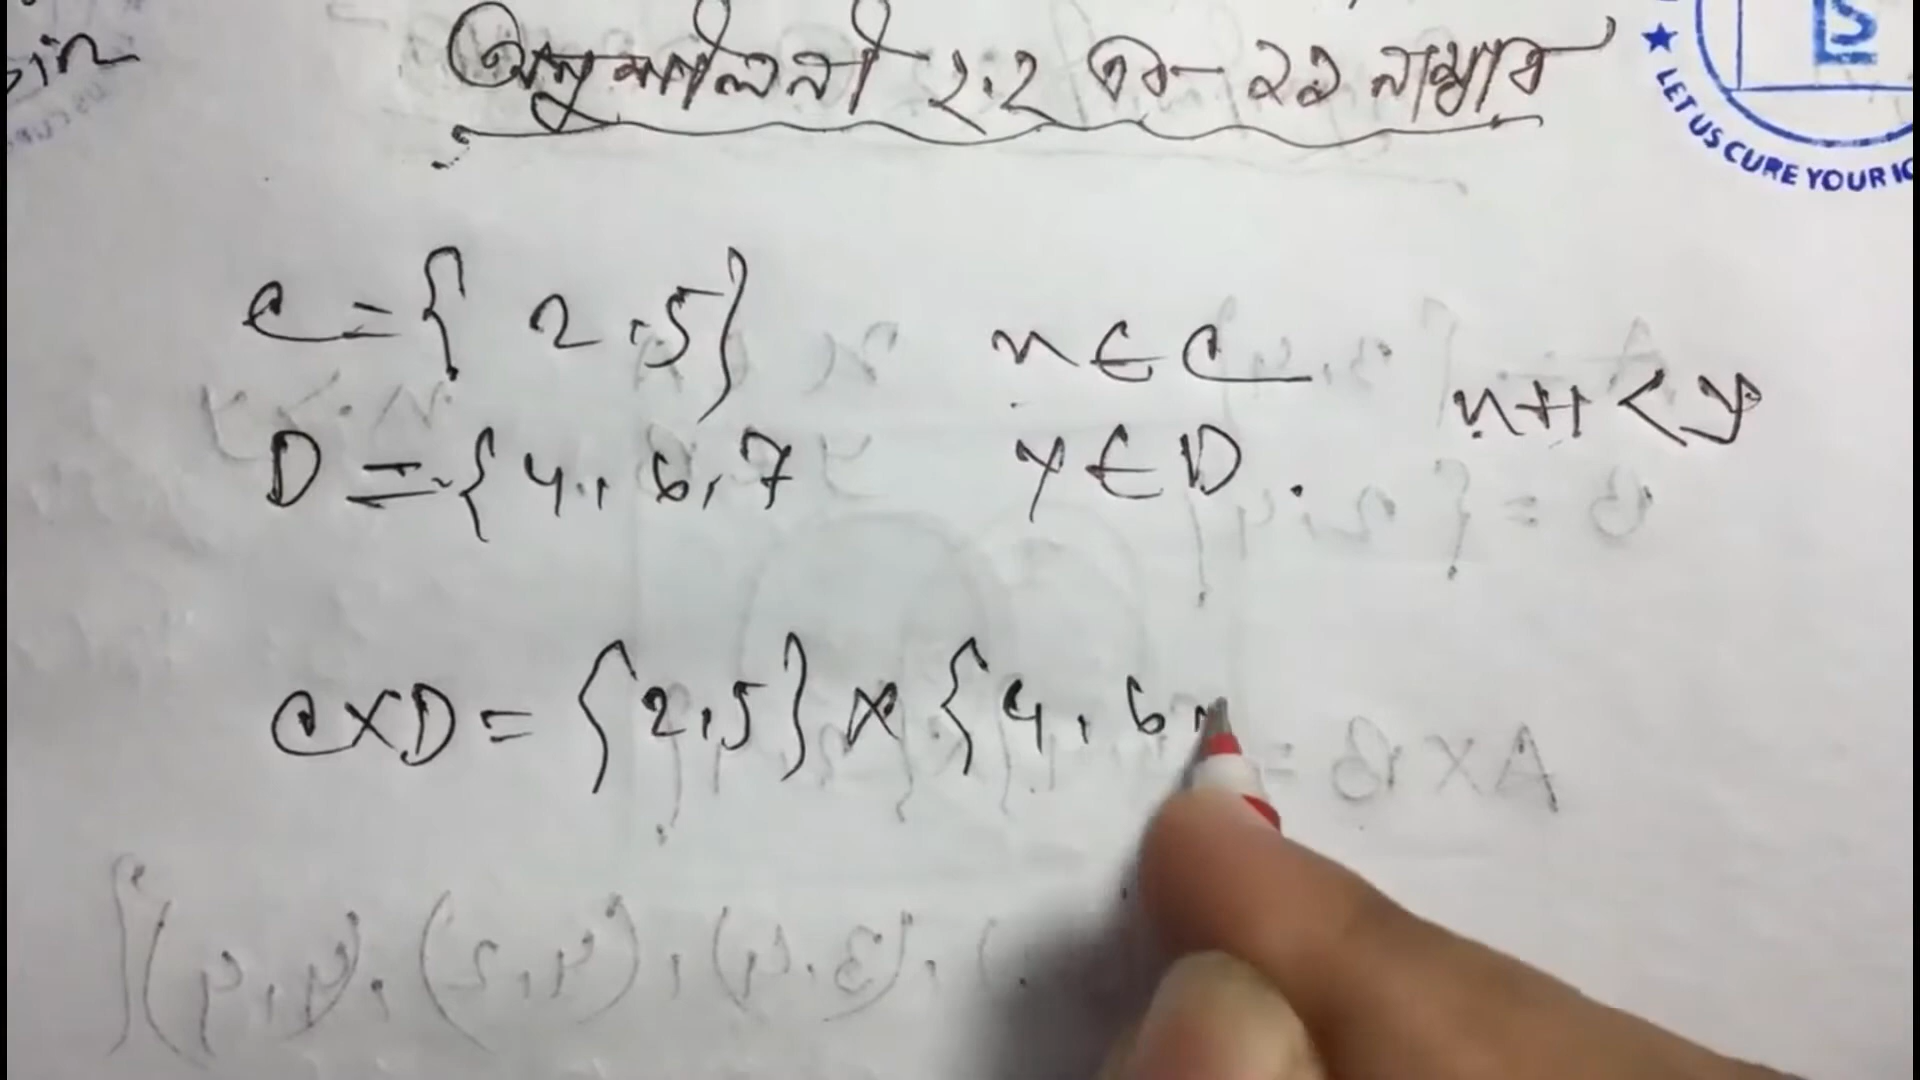 অনুশীলনী ২.২ এর ২১ নাম্বার
LET US CURE YOUR
C = { 2, 5 }
x ∈ C
D = { 4, 6, 7
y ∈ D .
x+1 < y
C×D = { 2, 5 } × { 4, 6,